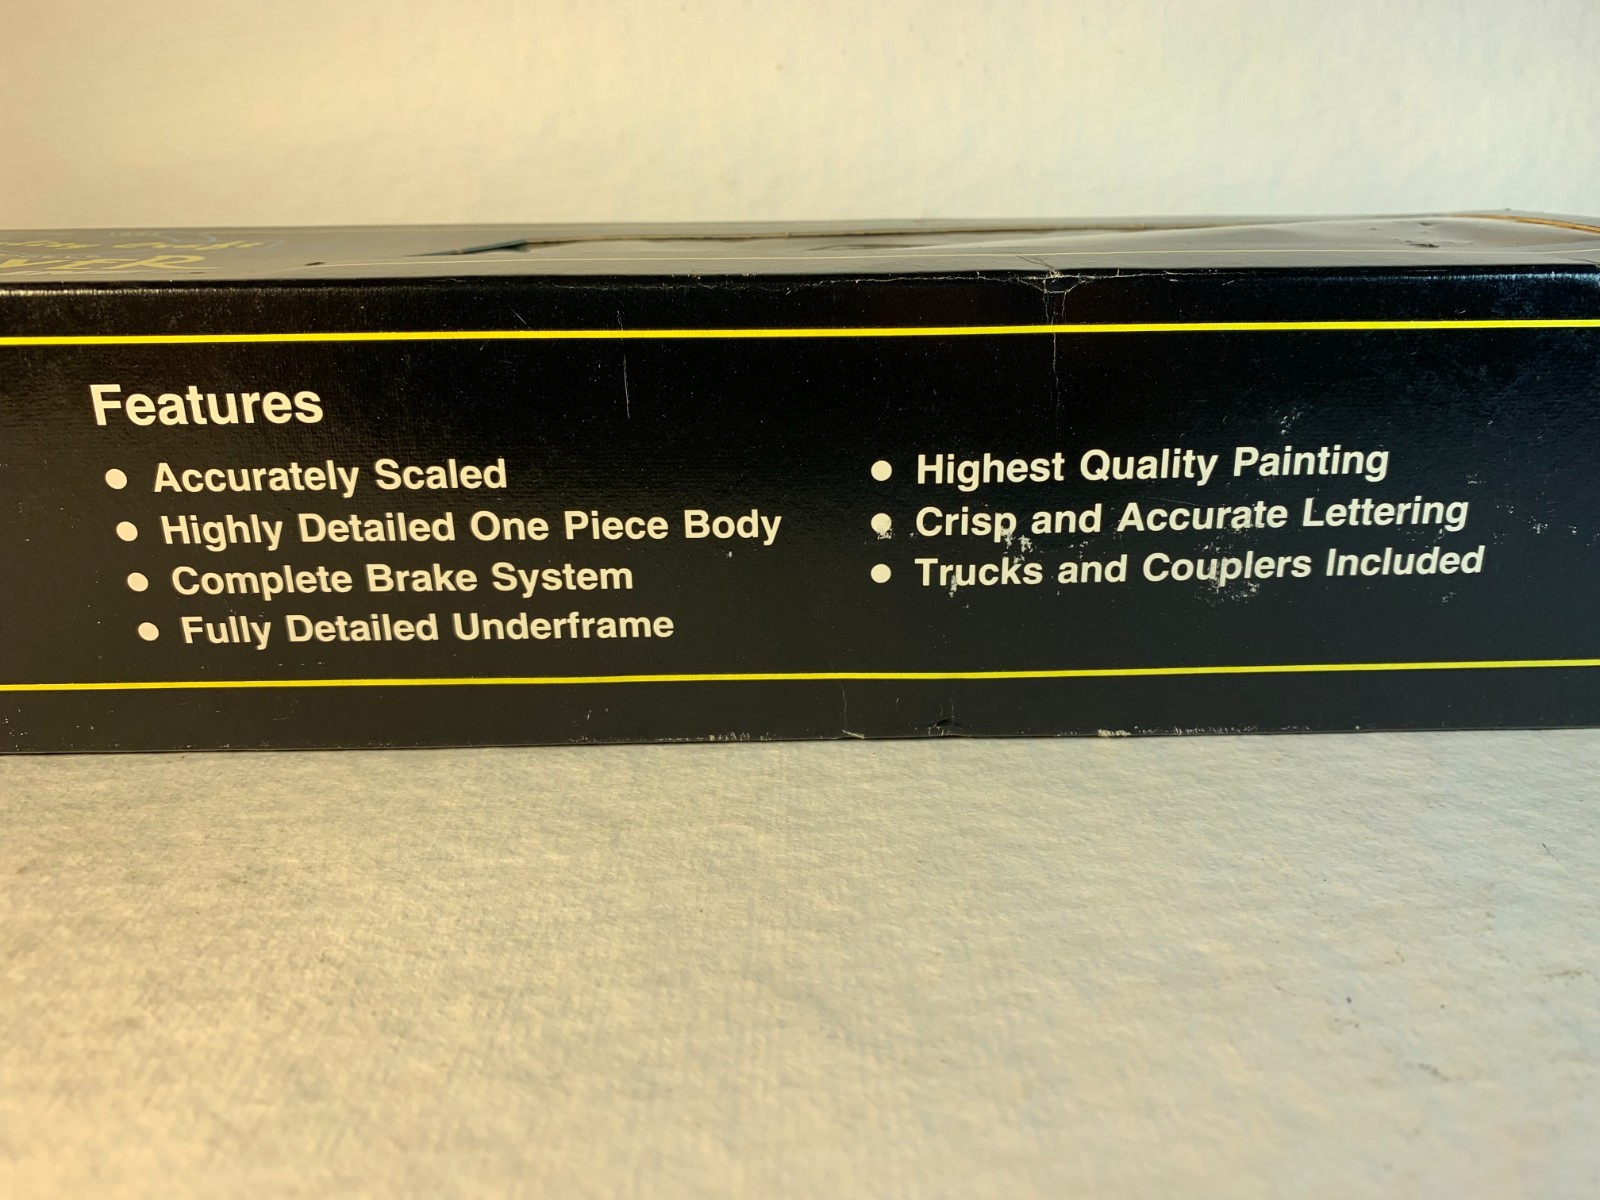 Features
Accurately Scaled
Highly Detailed One Piece Body
Complete Brake System
Fully Detailed Underframe
Highest Quality Painting
Crisp and Accurate Lettering
Trucks and Couplers Included